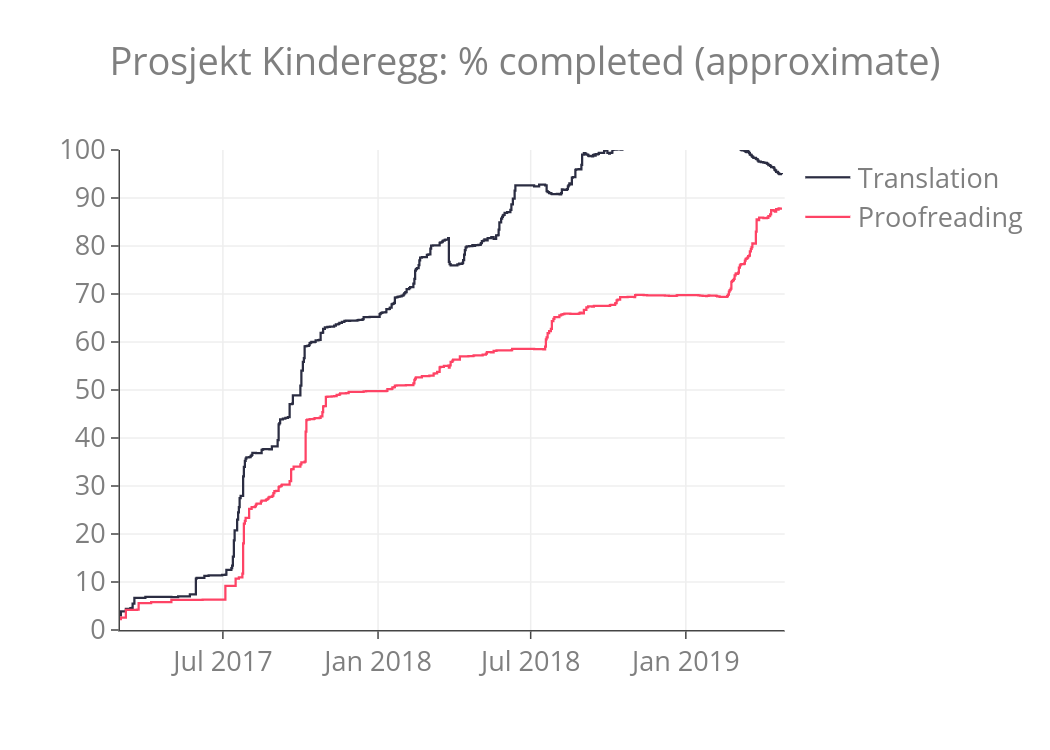 Prosjekt Kinderegg: % completed (approximate)
100
90
80
70
60
50
40
30
20
10
0
Jul 2017
Jan 2018
Jul 2018
Jan 2019
Translation
Proofreading